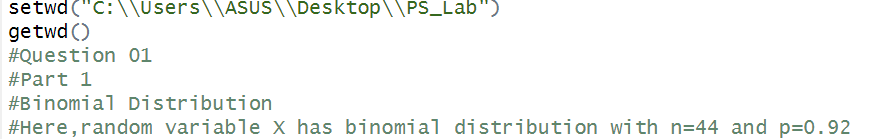 setwd("C:\\Users\\ASUS\\Desktop\\PS_Lab")
getwd()
#Question 01
#Part 1
#Binomial Distribution
#Here,random variable X has binomial distribution with n=44 and p=0.92